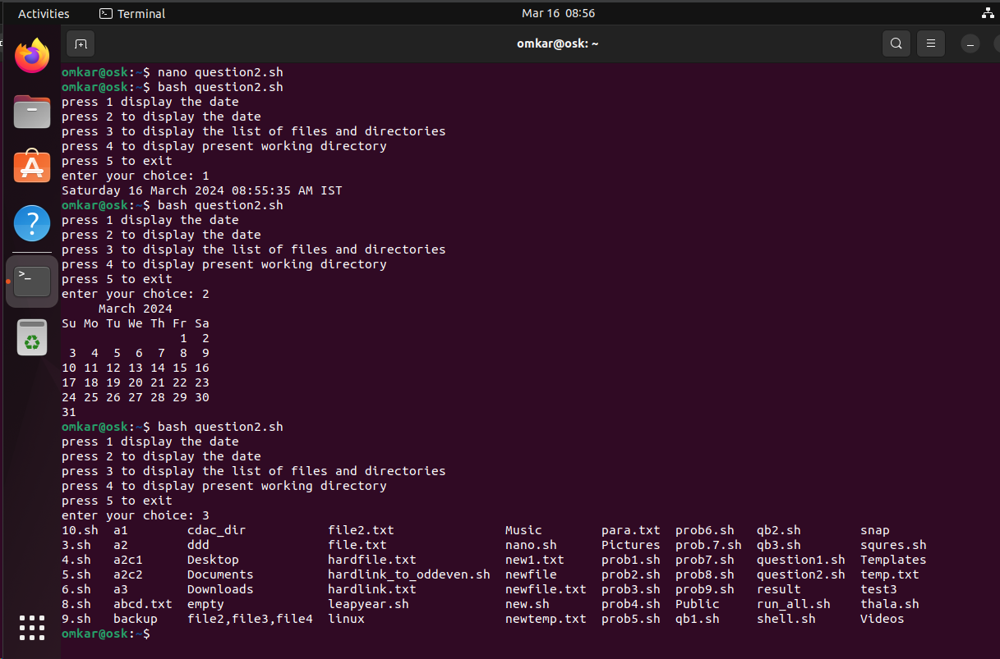 Activities Terminal Mar 16 08:56
omkar@osk: ~
omkar@osk:~$ nano question2.sh
omkar@osk:~$ bash question2.sh
press 1 display the date
press 2 to display the date
press 3 to display the list of files and directories
press 4 to display present working directory
press 5 to exit
enter your choice: 1
Saturday 16 March 2024 08:55:35 AM IST
omkar@osk:~$ bash question2.sh
press 1 display the date
press 2 to display the date
press 3 to display the list of files and directories
press 4 to display present working directory
press 5 to exit
enter your choice: 2
     March 2024
Su Mo Tu We Th Fr Sa
                1  2
 3  4  5  6  7  8  9
10 11 12 13 14 15 16
17 18 19 20 21 22 23
24 25 26 27 28 29 30
31
omkar@osk:~$ bash question2.sh
press 1 display the date
press 2 to display the date
press 3 to display the list of files and directories
press 4 to display present working directory
press 5 to exit
enter your choice: 3
10.sh  a1        cdac_dir           file2.txt               Music        para.txt  prob6.sh   qb2.sh        snap
3.sh   a2        ddd                file.txt                nano.sh      Pictures  prob.7.sh  qb3.sh        squres.sh
4.sh   a2c1      Desktop            hardfile.txt            new1.txt     prob1.sh  prob7.sh   question1.sh  Templates
5.sh   a2c2      Documents          hardlink_to_oddeven.sh  newfile      prob2.sh  prob8.sh   question2.sh  temp.txt
6.sh   a3        Downloads          hardlink.txt            newfile.txt  prob3.sh  prob9.sh   result        test3
8.sh   abcd.txt  empty              leapyear.sh             new.sh       prob4.sh  Public     run_all.sh    thala.sh
9.sh   backup    file2,file3,file4  linux                   newtemp.txt  prob5.sh  qb1.sh     shell.sh      Videos
omkar@osk:~$